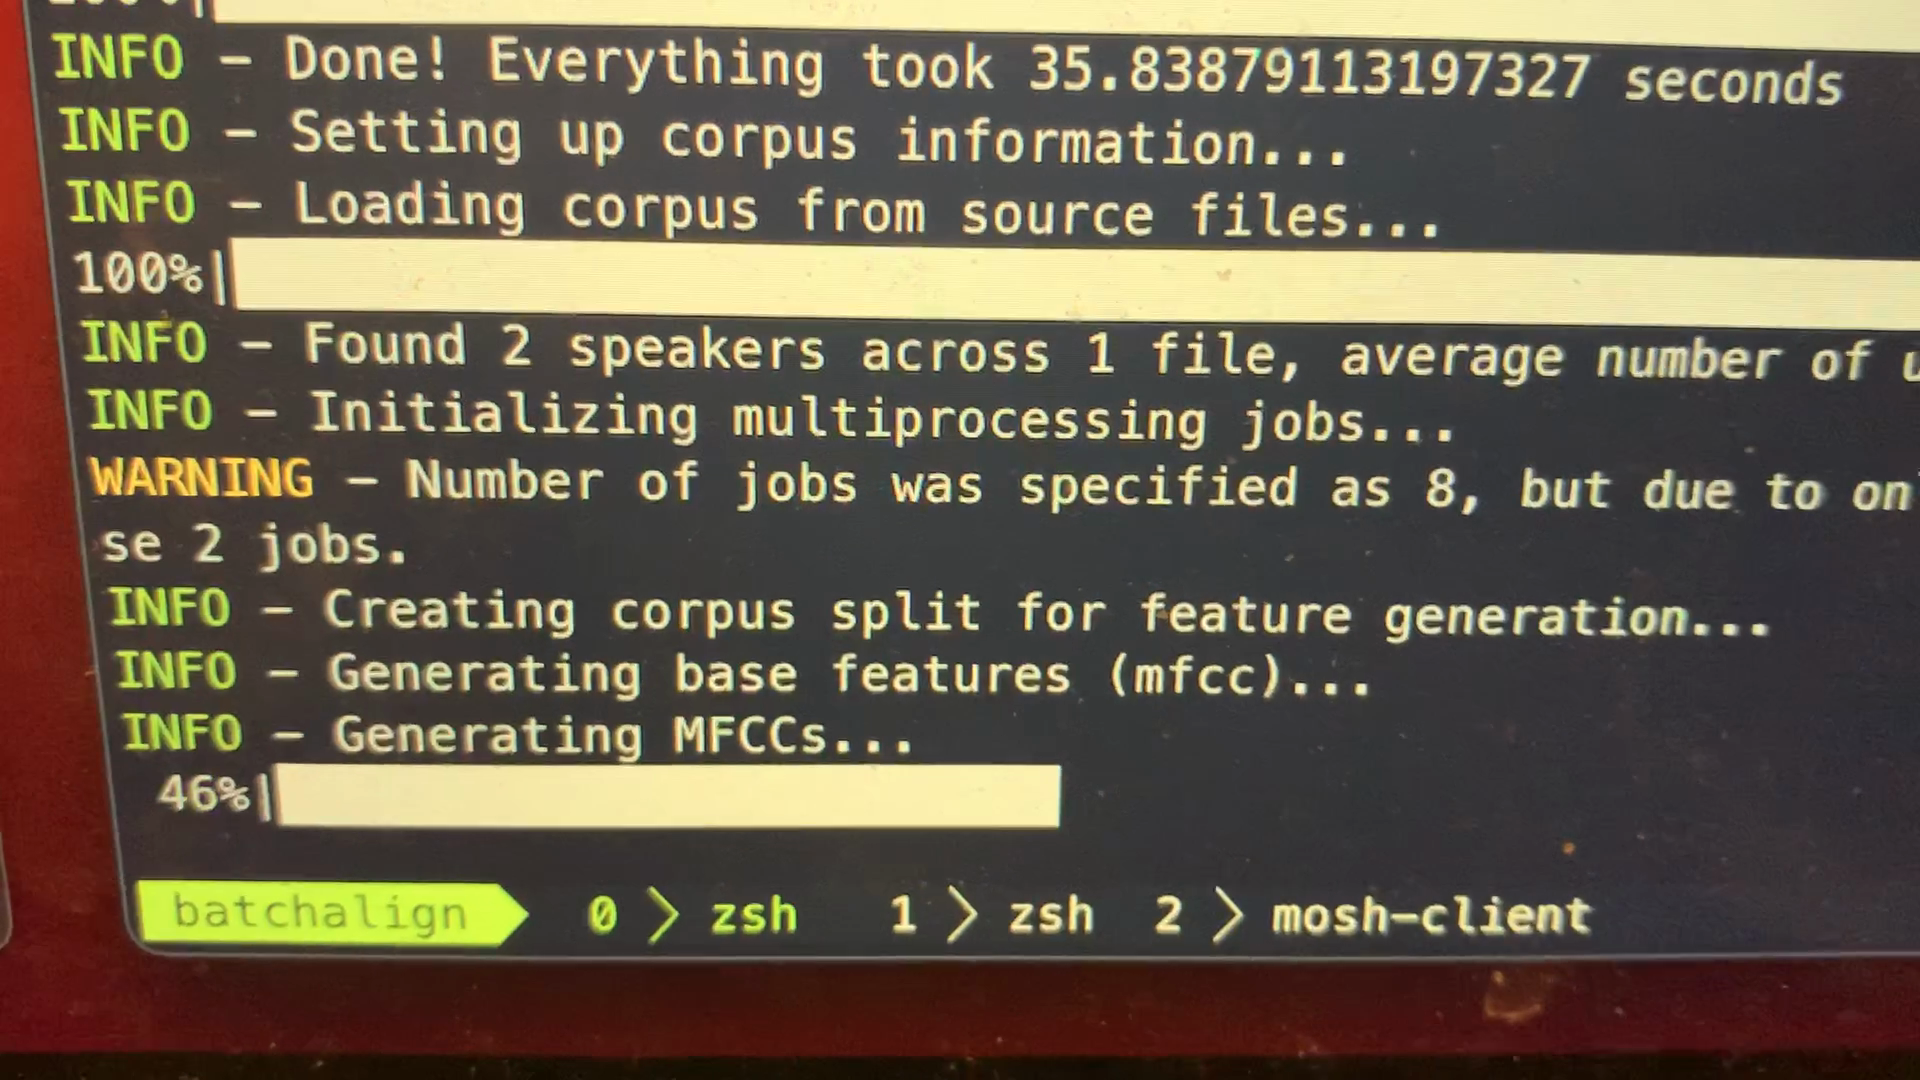 INFO - Done! Everything took 35.83879113197327 seconds
INFO - Setting up corpus information...
INFO - Loading corpus from source files...
100%|
INFO - Found 2 speakers across 1 file, average number of
INFO - Initializing multiprocessing jobs...
WARNING - Number of jobs was specified as 8, but due to on
se 2 jobs.
INFO - Creating corpus split for feature generation...
INFO - Generating base features (mfcc)...
INFO - Generating MFCCs...
46%|
batchalign 0 > zsh 1 > zsh 2 > mosh-client